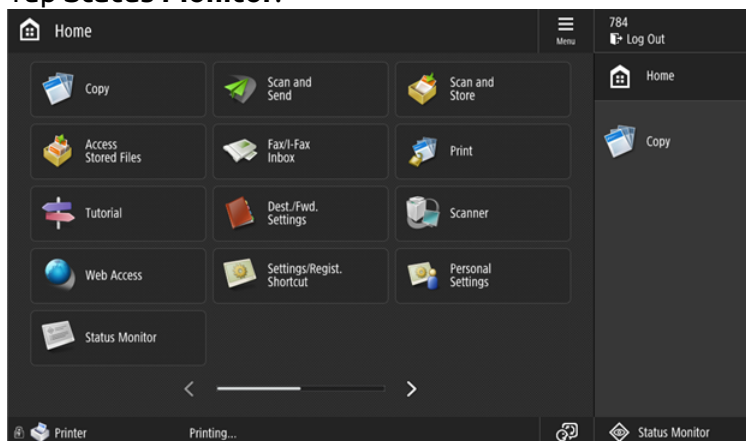 Tap Status Monitor.
Home
Menu
784
Log Out
Copy
Scan and
Send
Scan and
Store
Home
Access
Stored Files
Fax/I-Fax
Inbox
Print
Copy
Tutorial
Dest./Fwd.
Settings
Scanner
Web Access
Settings/Regist.
Shortcut
Personal
Settings
Status Monitor
Printer
Printing...
Status Monitor